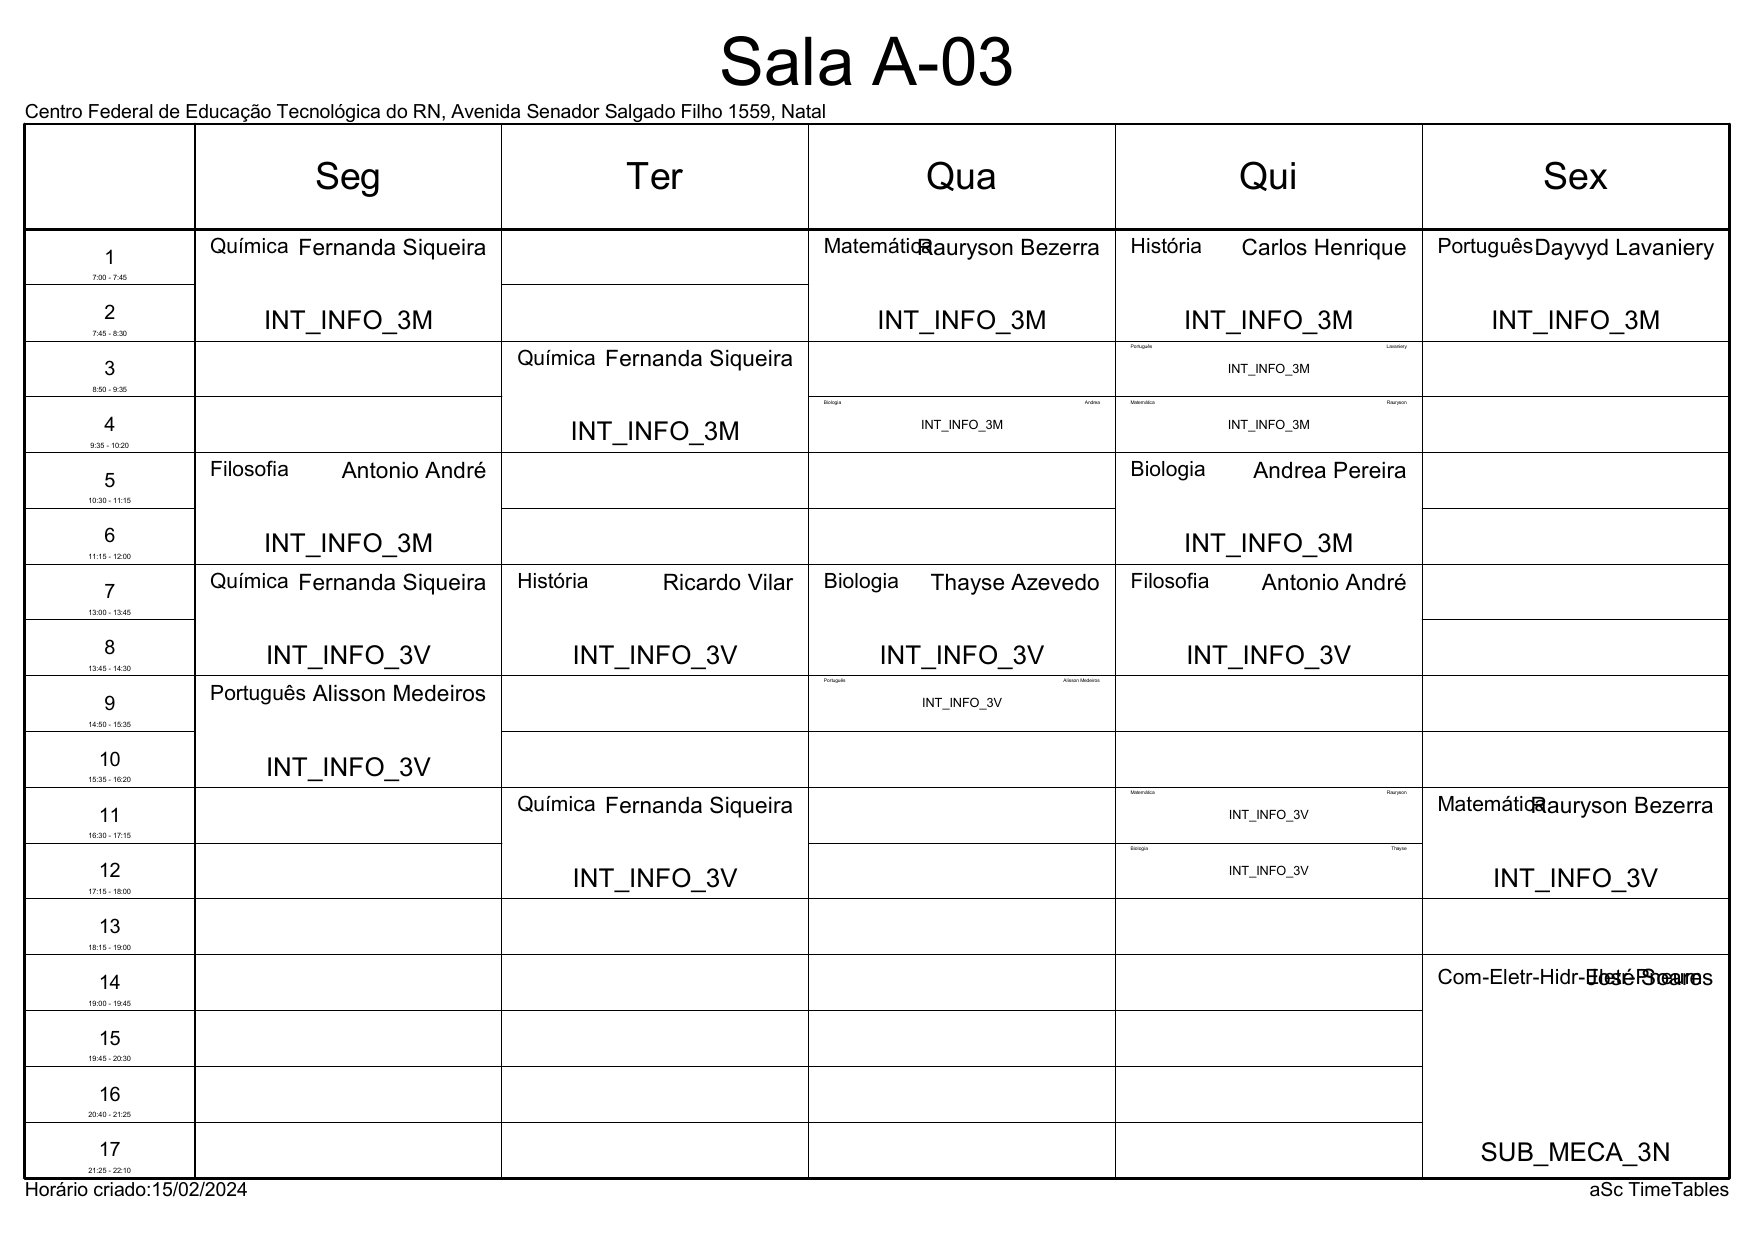 Sala A-03
Centro Federal de Educação Tecnológica do RN, Avenida Senador Salgado Filho 1559, Natal
Seg Ter Qua Qui Sex
1
7:00 - 7:45
Química Fernanda Siqueira
INT_INFO_3M
Matemática Rauryson Bezerra
INT_INFO_3M
História Carlos Henrique
INT_INFO_3M
Português Dayvyd Lavaniery
INT_INFO_3M
2
7:45 - 8:30
3
8:50 - 9:35
Química Fernanda Siqueira
INT_INFO_3M
Português Lavaniery
INT_INFO_3M
4
9:35 - 10:20
Biologia Andrea
INT_INFO_3M
Matemática Rauryson
INT_INFO_3M
5
10:30 - 11:15
Filosofia Antonio André
INT_INFO_3M
Biologia Andrea Pereira
INT_INFO_3M
6
11:15 - 12:00
7
13:00 - 13:45
Química Fernanda Siqueira
INT_INFO_3V
História Ricardo Vilar
INT_INFO_3V
Biologia Thayse Azevedo
INT_INFO_3V
Filosofia Antonio André
INT_INFO_3V
8
13:45 - 14:30
9
14:50 - 15:35
Português Alisson Medeiros
INT_INFO_3V
Português Alisson Medeiros
INT_INFO_3V
10
15:35 - 16:20
11
16:30 - 17:15
Química Fernanda Siqueira
INT_INFO_3V
Matemática Rauryson
INT_INFO_3V
Matemática Rauryson Bezerra
INT_INFO_3V
12
17:15 - 18:00
Biologia Thayse
INT_INFO_3V
13
18:15 - 19:00
14
19:00 - 19:45
Com-Eletr-Hidr-Eletr-Pneum José Soares
SUB_MECA_3N
15
19:45 - 20:30
16
20:40 - 21:25
17
21:25 - 22:10
Horário criado:15/02/2024
aSc TimeTables